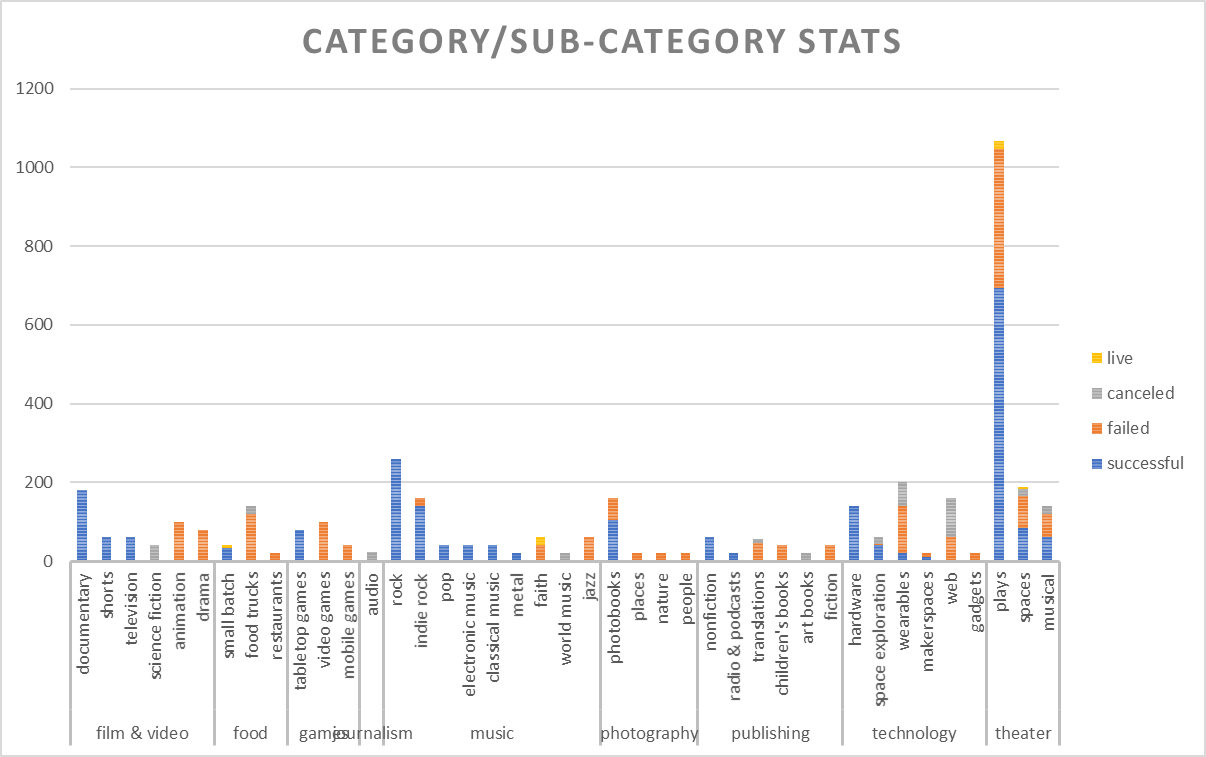 CATEGORY/SUB-CATEGORY STATS
1200
1000
800
600
400
200
0
live
canceled
failed
successful
documentary
shorts
television
science fiction
animation
drama
small batch
food trucks
restaurants
tabletop games
video games
mobile games
audio
rock
indie rock
pop
electronic music
classical music
metal
faith
world music
jazz
photobooks
places
nature
people
nonfiction
radio & podcasts
translations
children's books
art books
fiction
hardware
space exploration
wearables
makerspaces
web
gadgets
plays
spaces
musical
film & video
food
games
journalism
music
photography
publishing
technology
theater